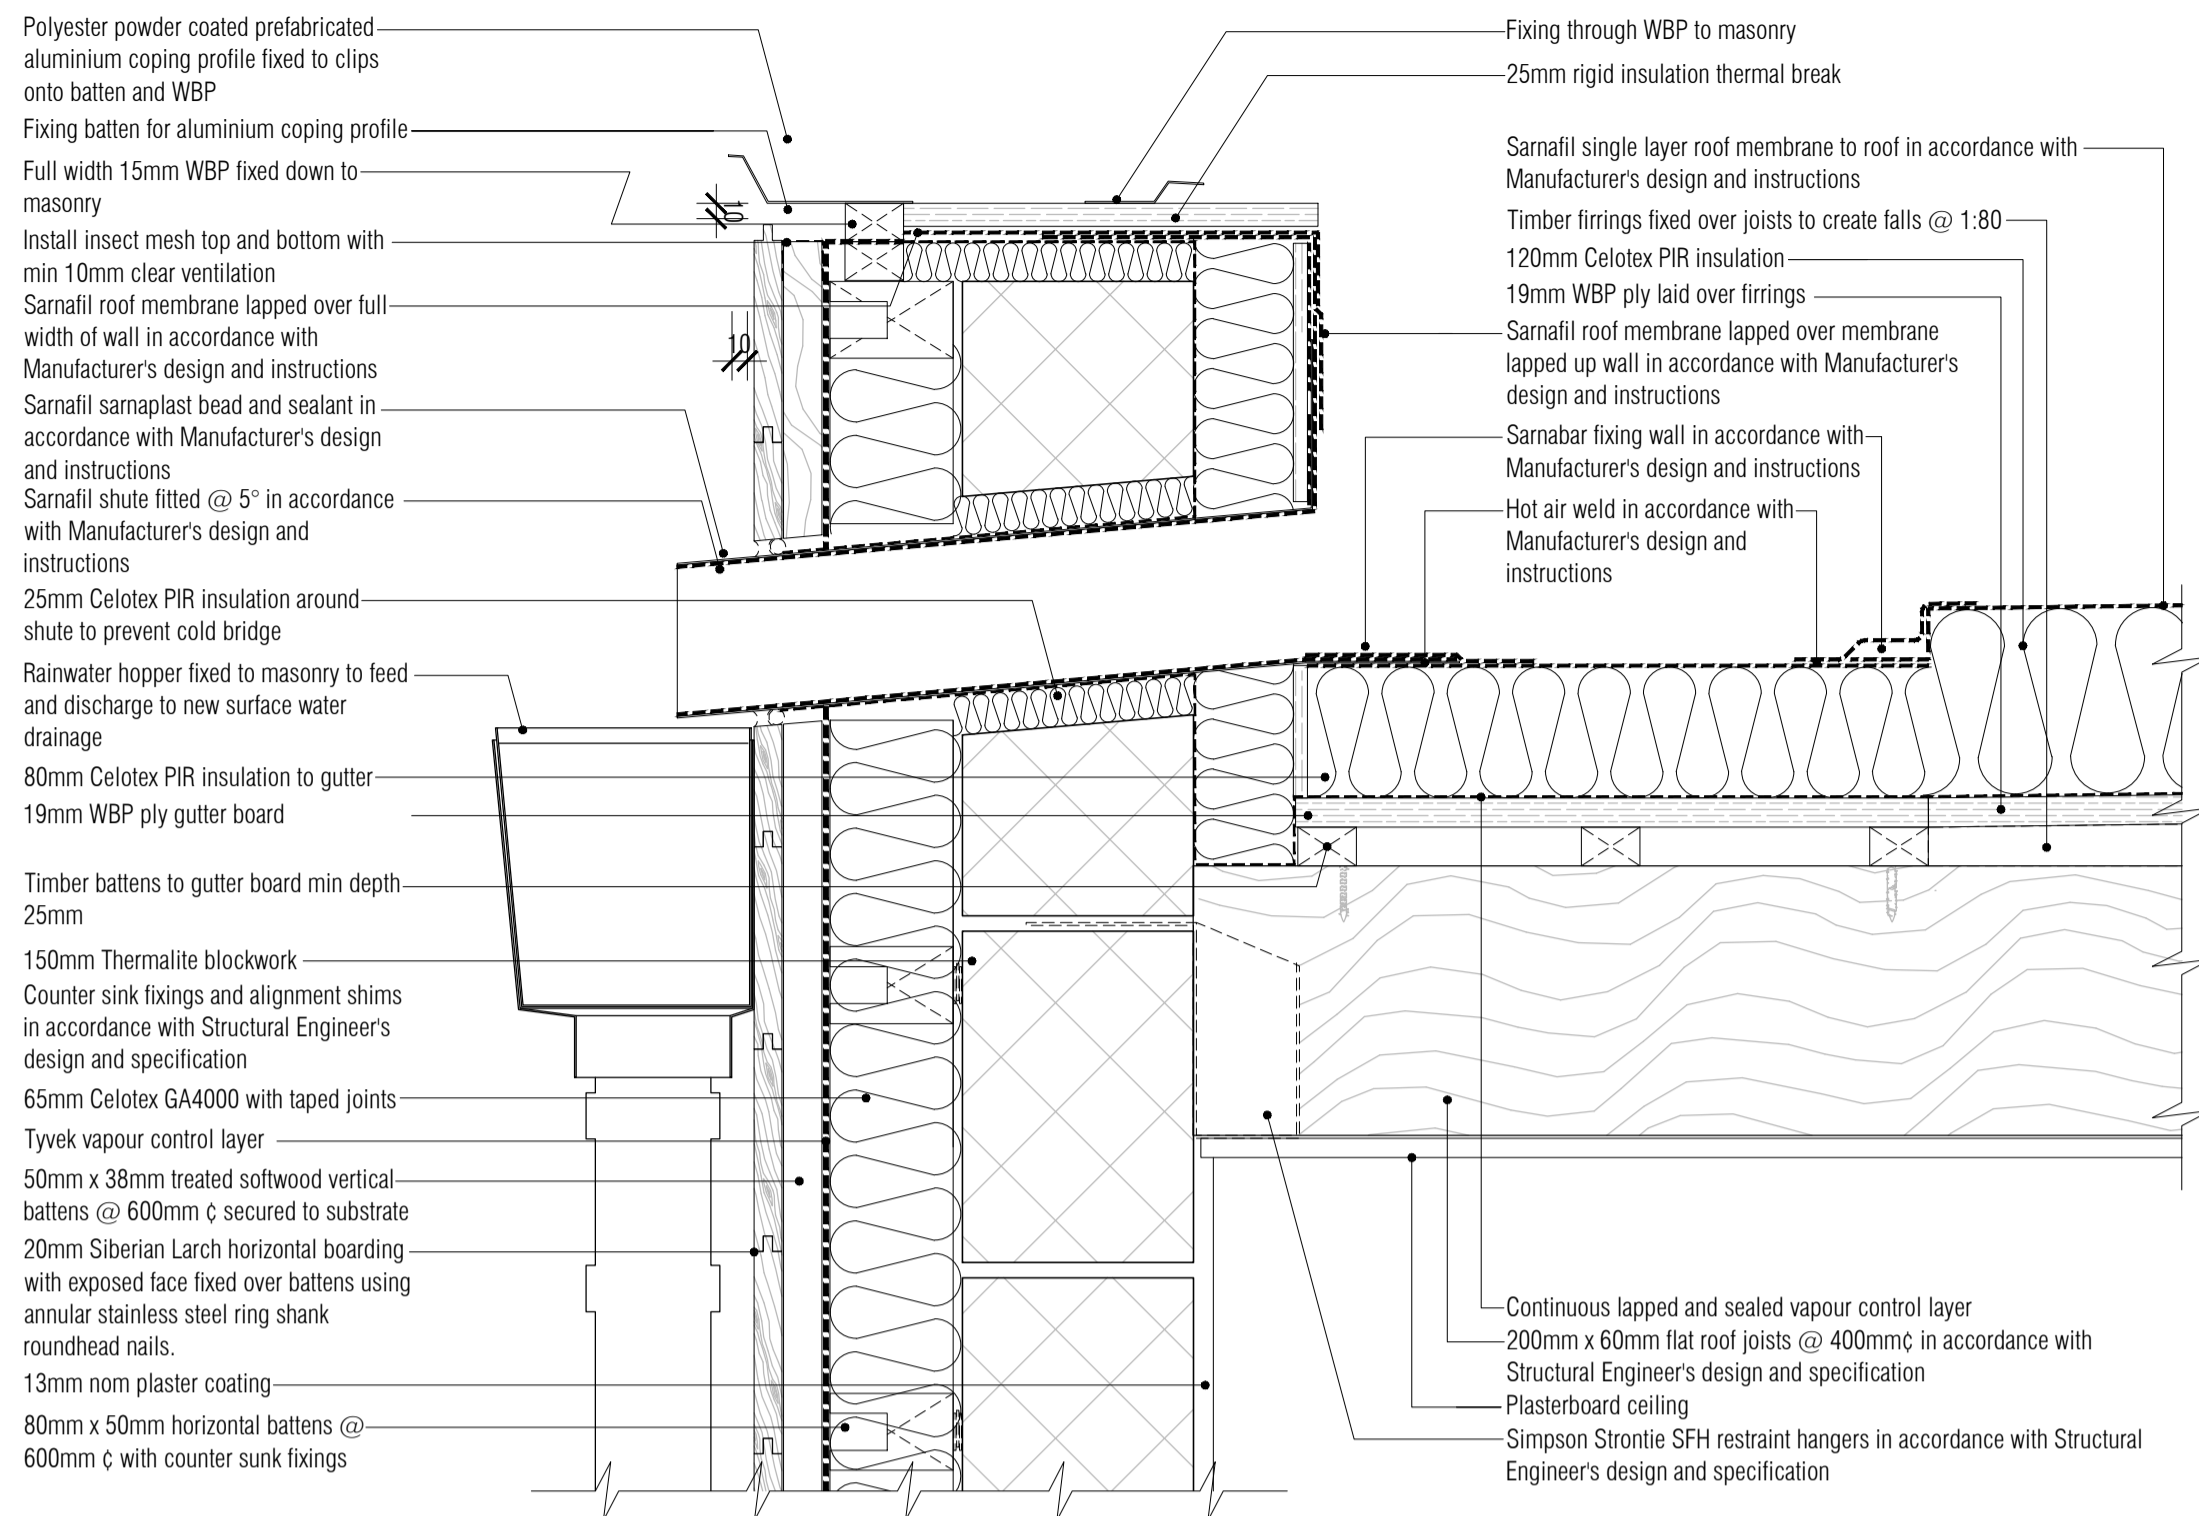 Polyester powder coated prefabricated
aluminium coping profile fixed to clips
onto batten and WBP
Fixing batten for aluminium coping profile
Full width 15mm WBP fixed down to
masonry
Install insect mesh top and bottom with
min 10mm clear ventilation
Sarnafil roof membrane lapped over full
width of wall in accordance with
Manufacturer's design and instructions
Sarnafil sarnaplast bead and sealant in
accordance with Manufacturer's design
and instructions
Sarnafil shute fitted @ 5° in accordance
with Manufacturer's design and
instructions
25mm Celotex PIR insulation around
shute to prevent cold bridge
Rainwater hopper fixed to masonry to feed
and discharge to new surface water
drainage
80mm Celotex PIR insulation to gutter
19mm WBP ply gutter board
Timber battens to gutter board min depth
25mm
150mm Thermalite blockwork
Counter sink fixings and alignment shims
in accordance with Structural Engineer's
design and specification
65mm Celotex GA4000 with taped joints
Tyvek vapour control layer
50mm x 38mm treated softwood vertical
battens @ 600mm ¢ secured to substrate
20mm Siberian Larch horizontal boarding
with exposed face fixed over battens using
annular stainless steel ring shank
roundhead nails.
13mm nom plaster coating
80mm x 50mm horizontal battens @
600mm ¢ with counter sunk fixings
10
10
Fixing through WBP to masonry
25mm rigid insulation thermal break
Sarnafil single layer roof membrane to roof in accordance with
Manufacturer's design and instructions
Timber firrings fixed over joists to create falls @ 1:80
120mm Celotex PIR insulation
19mm WBP ply laid over firrings
Sarnafil roof membrane lapped over membrane
lapped up wall in accordance with Manufacturer's
design and instructions
Sarnabar fixing wall in accordance with
Manufacturer's design and instructions
Hot air weld in accordance with
Manufacturer's design and
instructions
Continuous lapped and sealed vapour control layer
200mm x 60mm flat roof joists @ 400mm¢ in accordance with
Structural Engineer's design and specification
Plasterboard ceiling
Simpson Strontie SFH restraint hangers in accordance with Structural
Engineer's design and specification